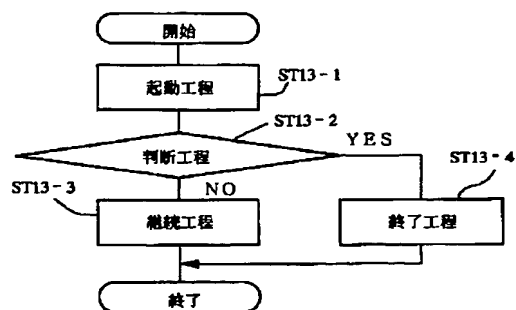 開始
起動工程
ST13-1
ST13-2
判断工程
YES
ST13-4
ST13-3
NO
継続工程
終了工程
終了